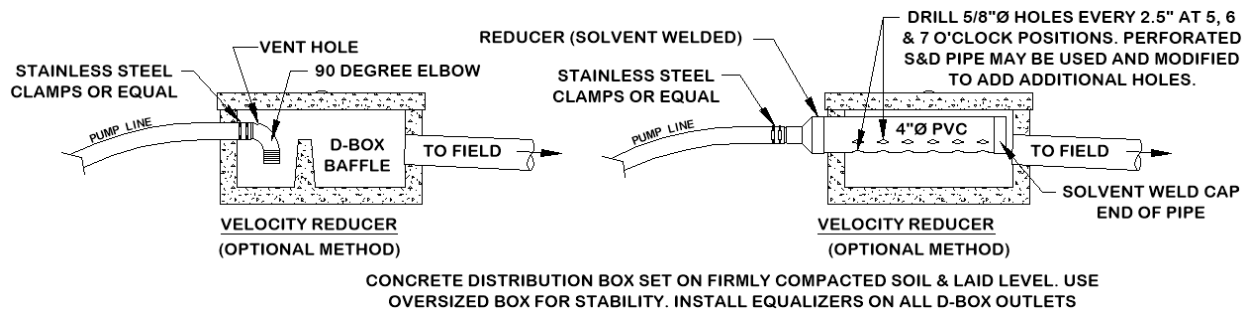 STAINLESS STEEL
CLAMPS OR EQUAL
VENT HOLE
90 DEGREE ELBOW
PUMP LINE
D-BOX
BAFFLE
TO FIELD
VELOCITY REDUCER
(OPTIONAL METHOD)
REDUCER (SOLVENT WELDED)
STAINLESS STEEL
CLAMPS OR EQUAL
PUMP LINE
DRILL 5/8"Ø HOLES EVERY 2.5" AT 5, 6
& 7 O'CLOCK POSITIONS. PERFORATED
S&D PIPE MAY BE USED AND MODIFIED
TO ADD ADDITIONAL HOLES.
4"Ø PVC
TO FIELD
SOLVENT WELD CAP
END OF PIPE
VELOCITY REDUCER
(OPTIONAL METHOD)
CONCRETE DISTRIBUTION BOX SET ON FIRMLY COMPACTED SOIL & LAID LEVEL. USE
OVERSIZED BOX FOR STABILITY. INSTALL EQUALIZERS ON ALL D-BOX OUTLETS